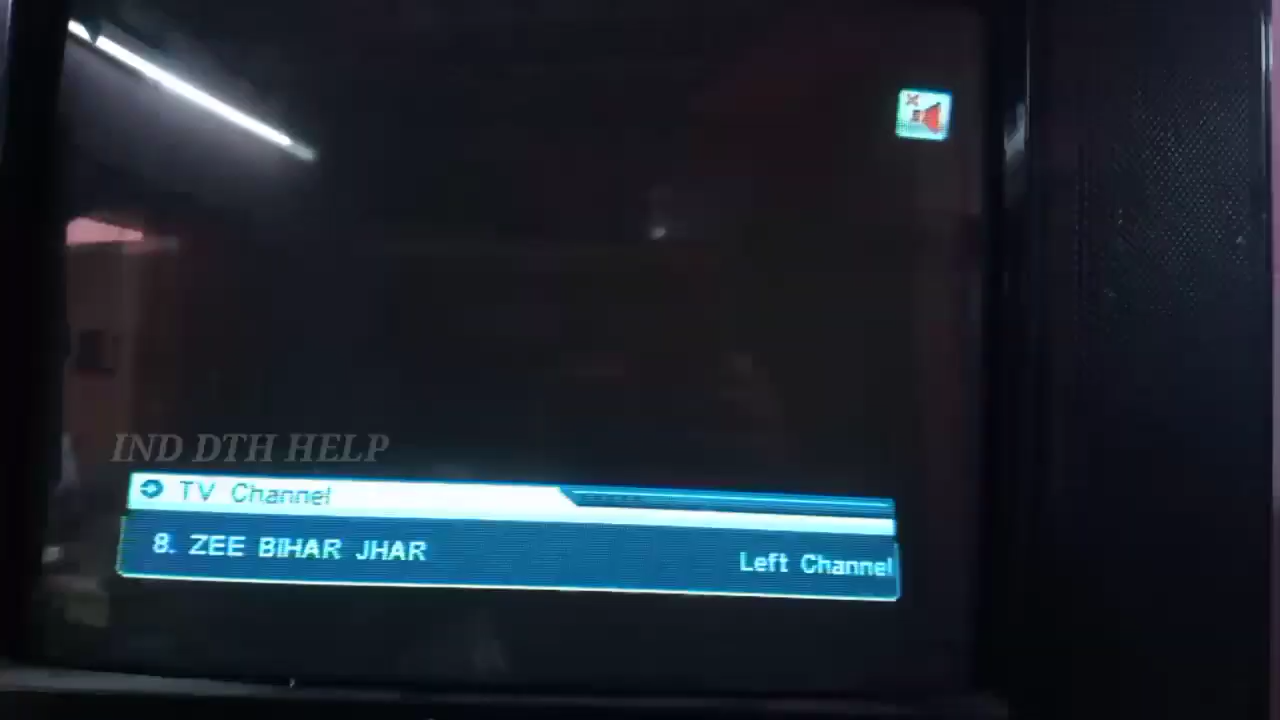 IND DTH HELP
TV Channel
8. ZEE BIHAR JHAR
Left Channel